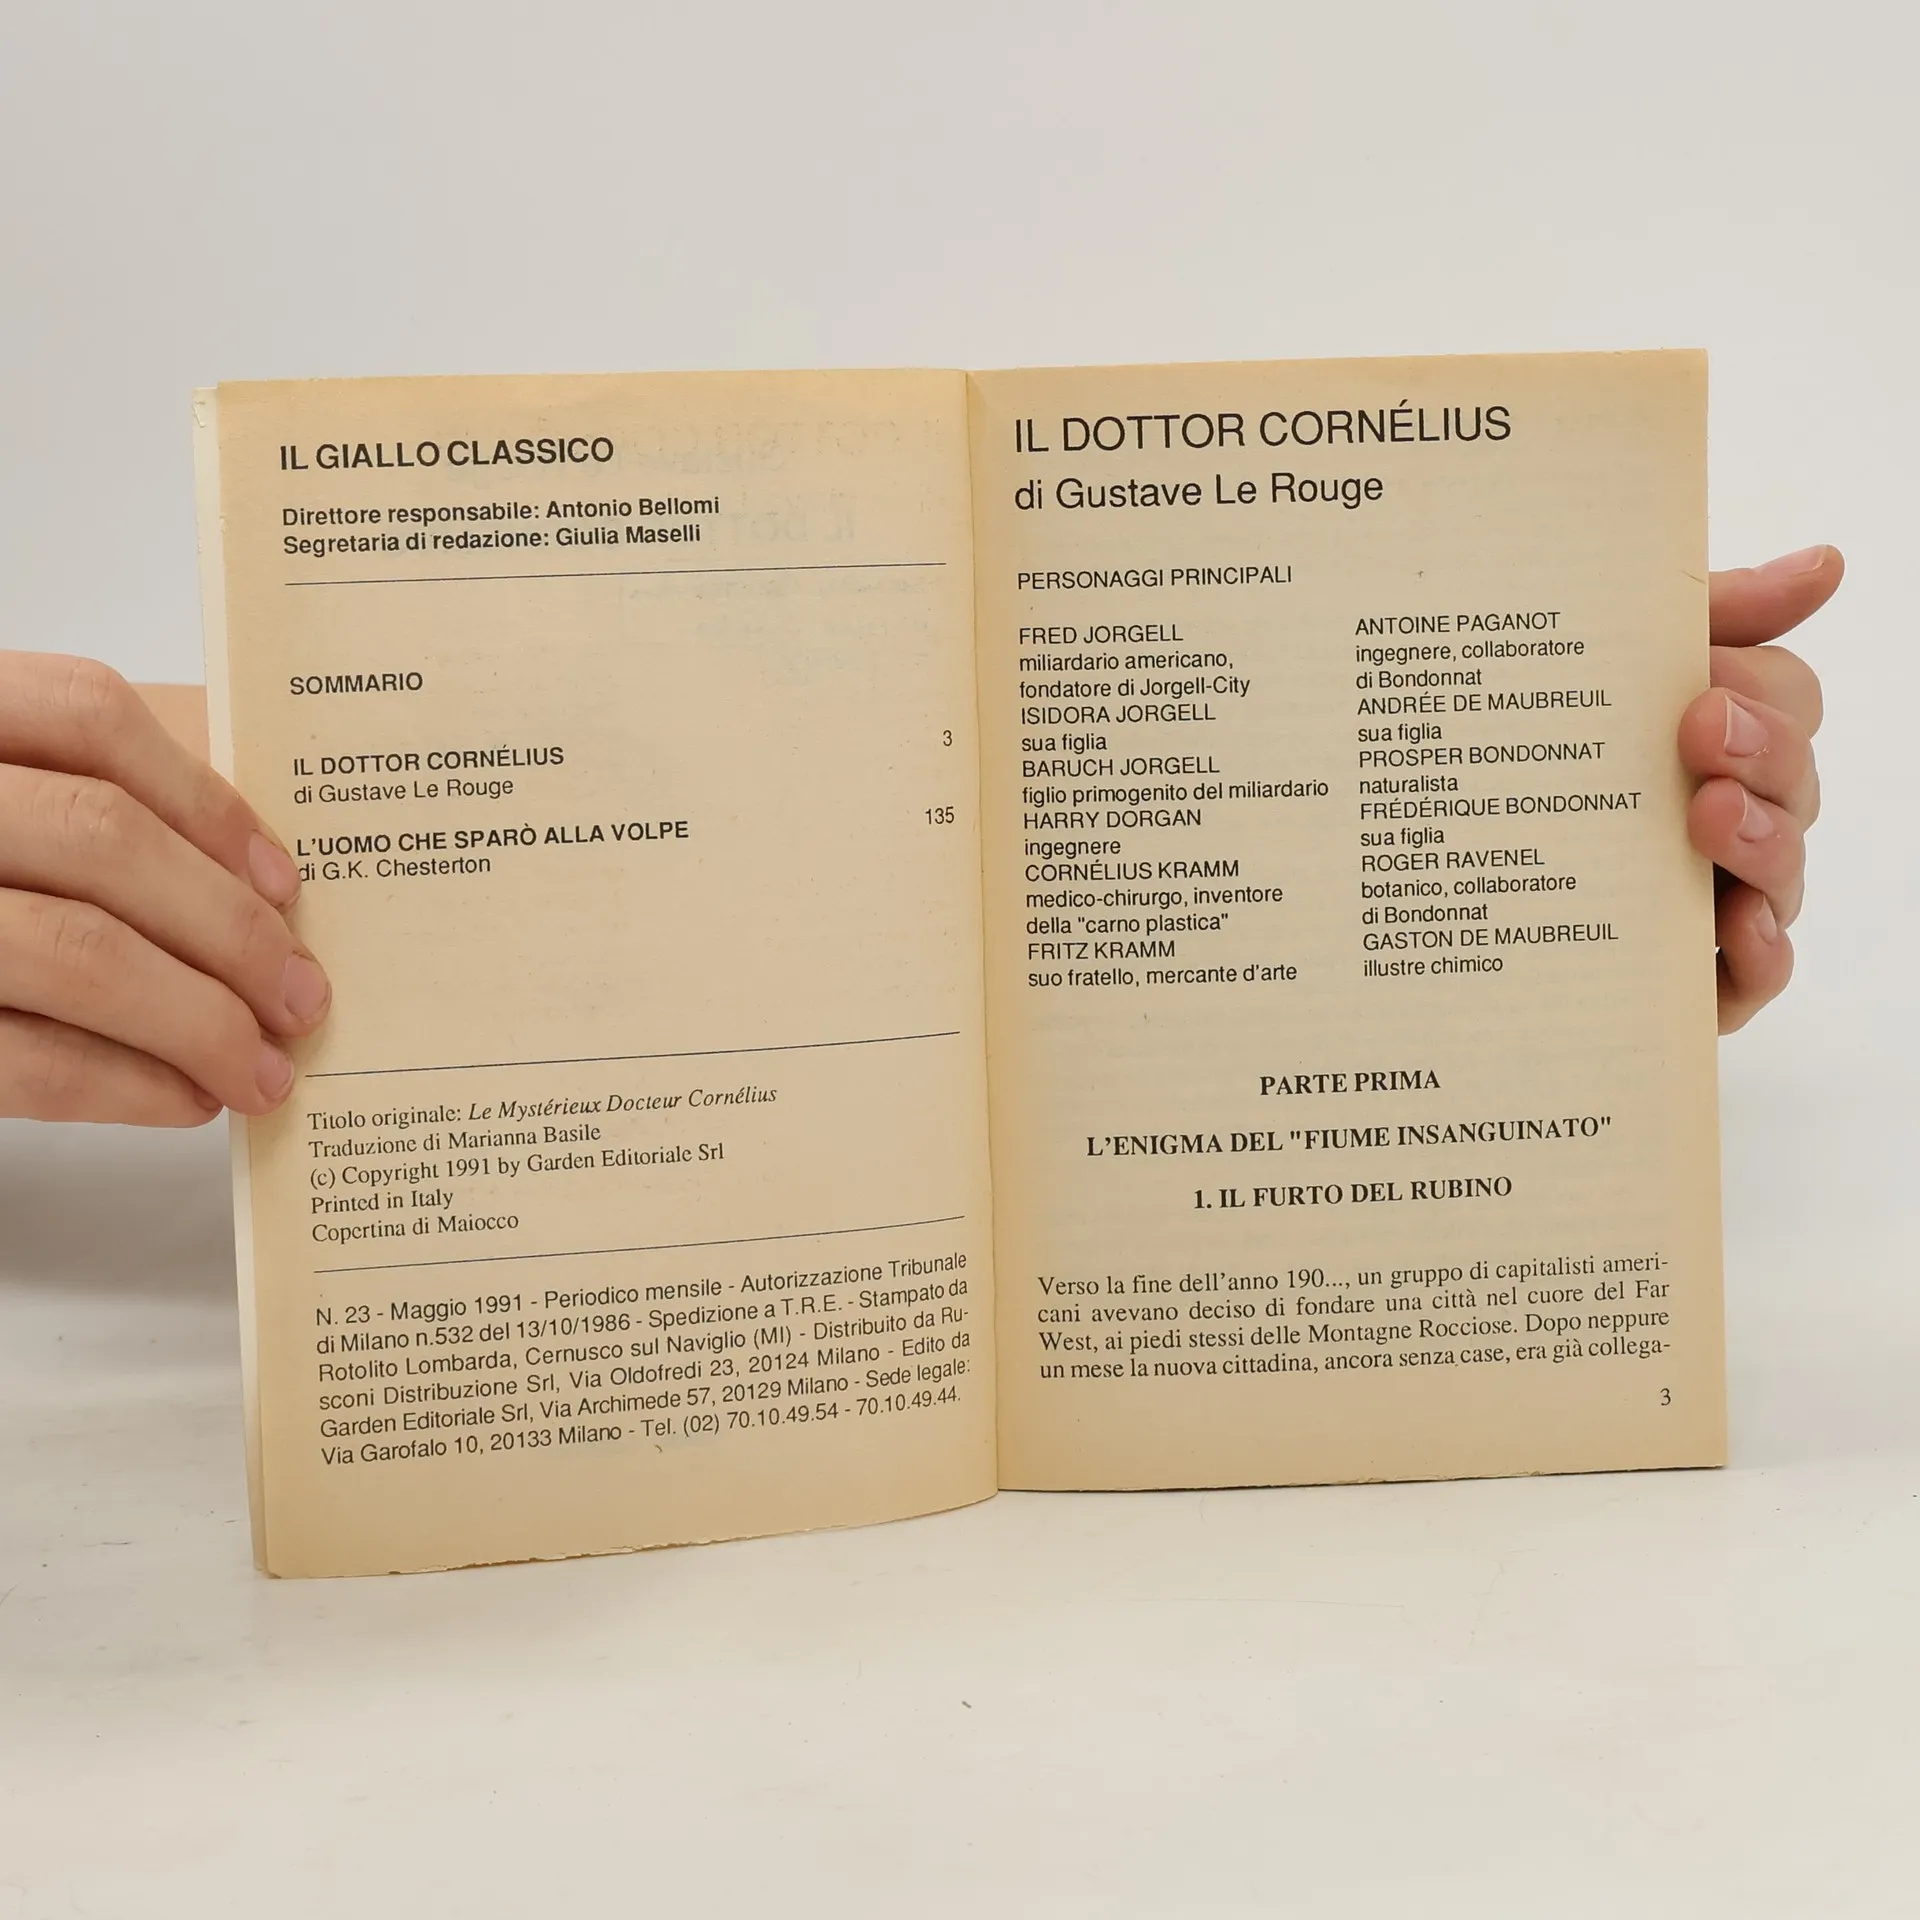 IL GIALLO CLASSICO
Direttore responsabile: Antonio Bellomi
Segretaria di redazione: Giulia Maselli
SOMMARIO
IL DOTTOR CORNÉLIUS 3
di Gustave Le Rouge
L'UOMO CHE SPARÒ ALLA VOLPE 135
di G.K. Chesterton
Titolo originale: Le Mystérieux Docteur Cornélius
Traduzione di Marianna Basile
(c) Copyright 1991 by Garden Editoriale Srl
Printed in Italy
Copertina di Maiocco
N. 23 - Maggio 1991 - Periodico mensile - Autorizzazione Tribunale
di Milano n.532 del 13/10/1986 - Spedizione a T.R.E. - Stampato da
Rotolito Lombarda, Cernusco sul Naviglio (MI) - Distribuito da Ru-
sconi Distribuzione Srl, Via Oldofredi 23, 20124 Milano - Edito da
Garden Editoriale Srl, Via Archimede 57, 20129 Milano - Sede legale:
Via Garofalo 10, 20133 Milano - Tel. (02) 70.10.49.54 - 70.10.49.44.
IL DOTTOR CORNÉLIUS
di Gustave Le Rouge
PERSONAGGI PRINCIPALI
FRED JORGELL
miliardario americano,
fondatore di Jorgell-City
ISIDORA JORGELL
sua figlia
BARUCH JORGELL
figlio primogenito del miliardario
HARRY DORGAN
ingegnere
CORNÉLIUS KRAMM
medico-chirurgo, inventore
della "carno plastica"
FRITZ KRAMM
suo fratello, mercante d'arte
ANTOINE PAGANOT
ingegnere, collaboratore
di Bondonnat
ANDRÉE DE MAUBREUIL
sua figlia
PROSPER BONDONNAT
naturalista
FRÉDÉRIQUE BONDONNAT
sua figlia
ROGER RAVENEL
botanico, collaboratore
di Bondonnat
GASTON DE MAUBREUIL
illustre chimico
PARTE PRIMA
L'ENIGMA DEL "FIUME INSANGUINATO"
1. IL FURTO DEL RUBINO
Verso la fine dell'anno 190..., un gruppo di capitalisti ameri-
cani avevano deciso di fondare una città nel cuore del Far
West, ai piedi stessi delle Montagne Rocciose. Dopo neppure
un mese la nuova cittadina, ancora senza case, era già collega-
3